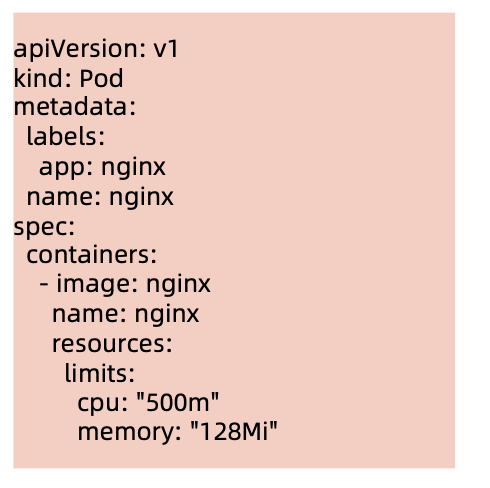 apiVersion: v1
kind: Pod
metadata:
  labels:
    app: nginx
  name: nginx
spec:
  containers:
    - image: nginx
      name: nginx
      resources:
        limits:
          cpu: "500m"
          memory: "128Mi"